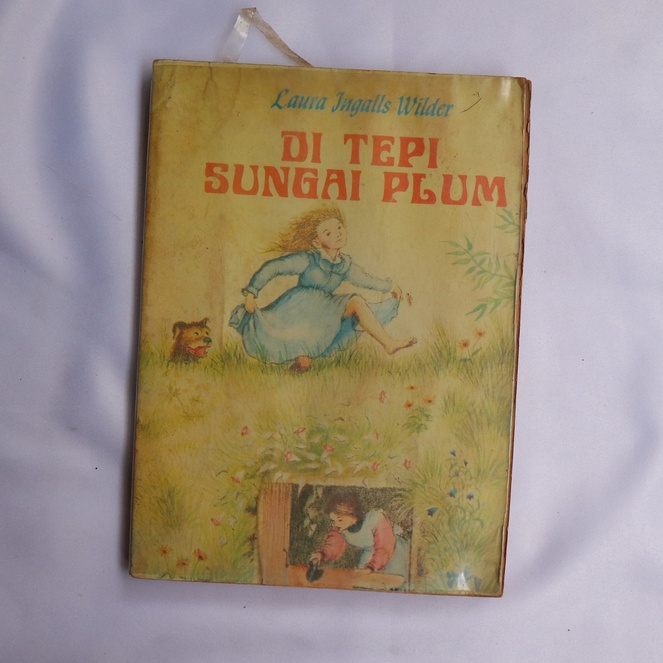 Laura Ingalls Wilder
DI TEPI
SUNGAI PLUM